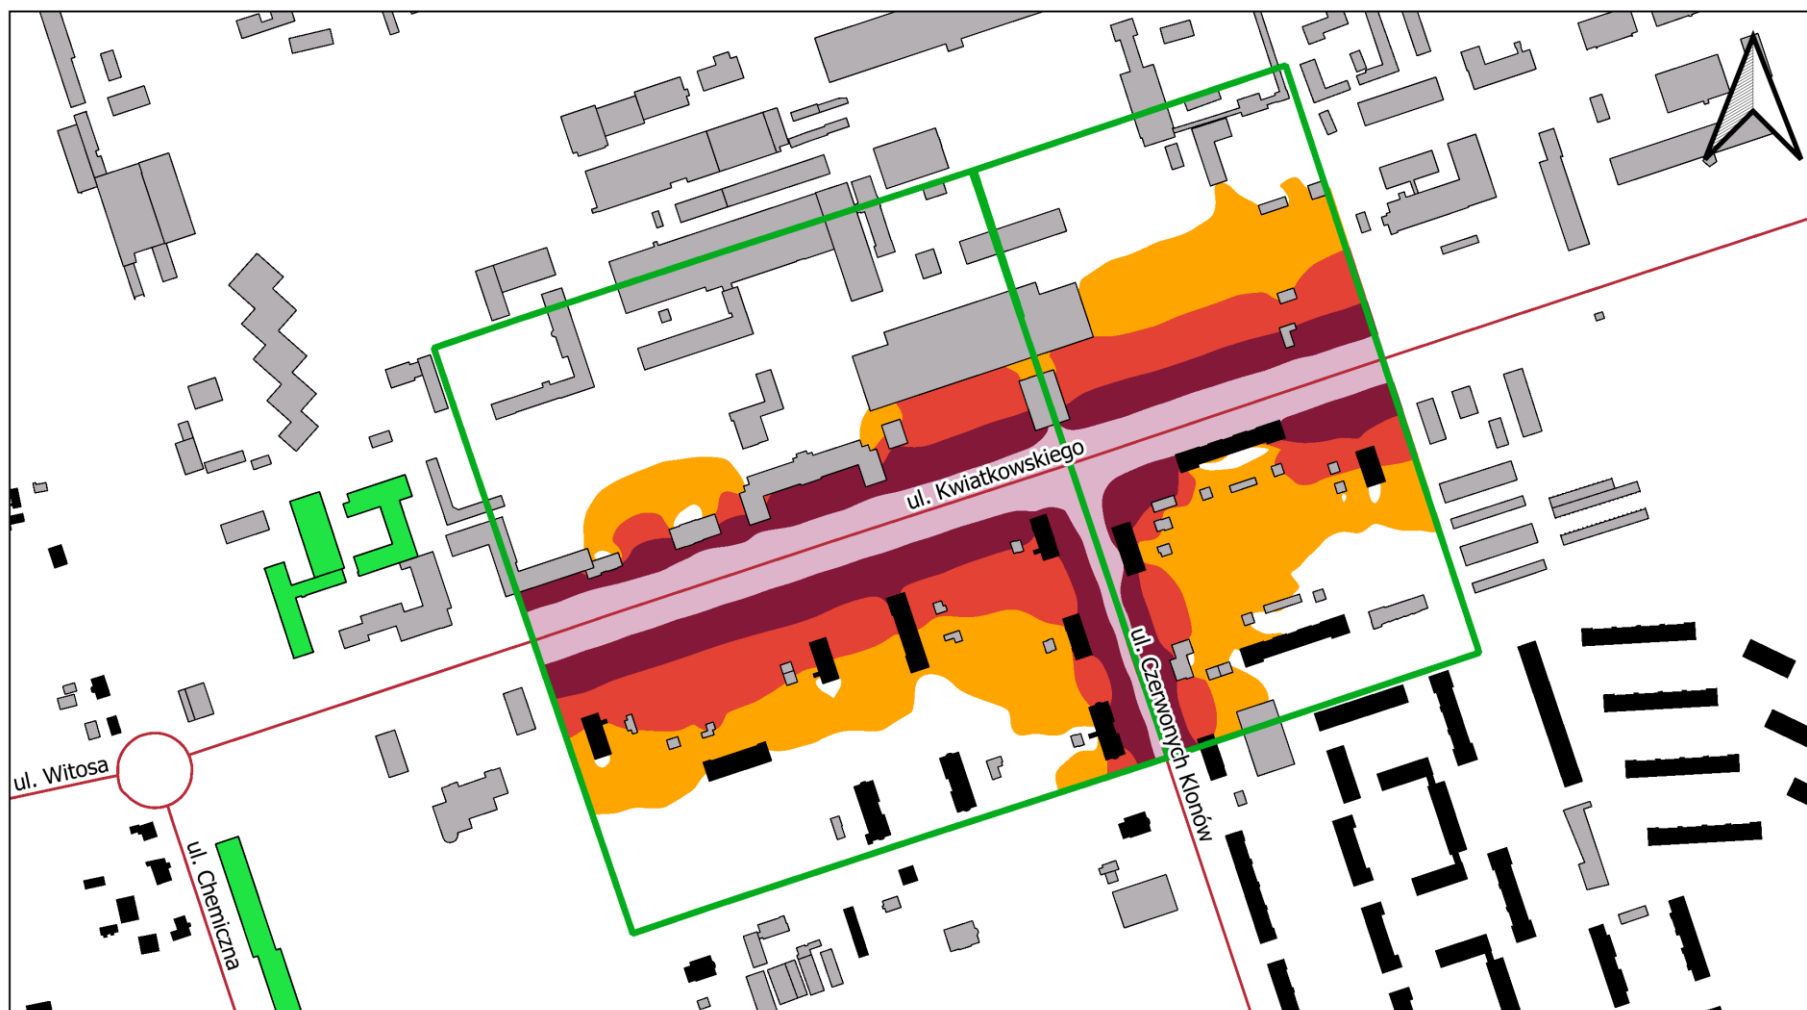 ul. Kwiatkowskiego
ul. Czerwonych Klonów
ul. Witosa
ul. Chemiczna